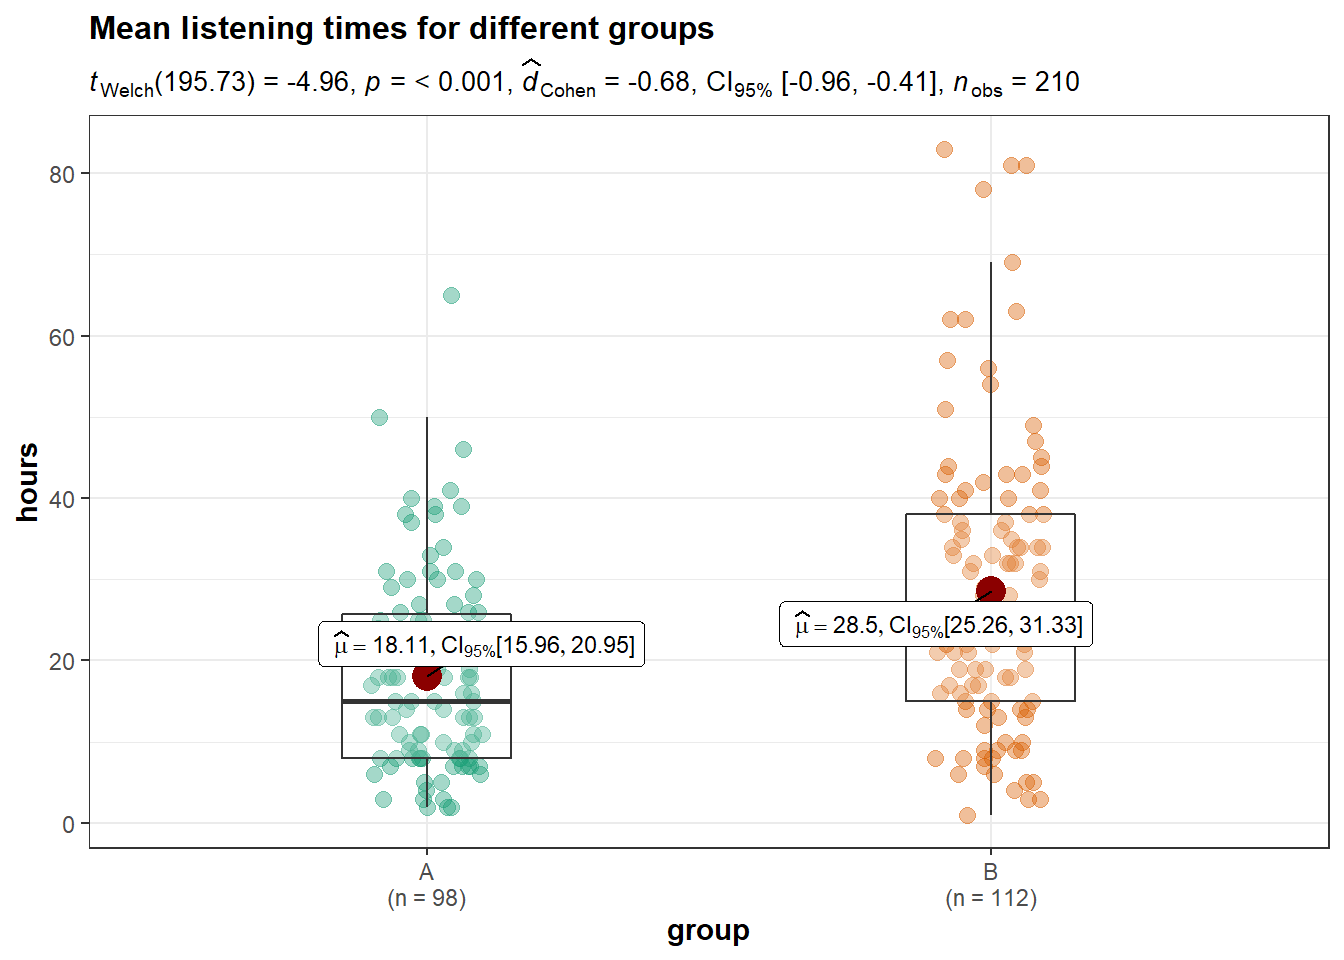 Mean listening times for different groups
t Welch(195.73) = -4.96, p = < 0.001, d̂ Cohen = -0.68, CI95% [-0.96, -0.41], n obs = 210
hours
80
60
40
20
0
μ̂ = 18.11, CI95%[15.96, 20.95]
μ̂ = 28.5, CI95%[25.26, 31.33]
A
(n = 98)
B
(n = 112)
group